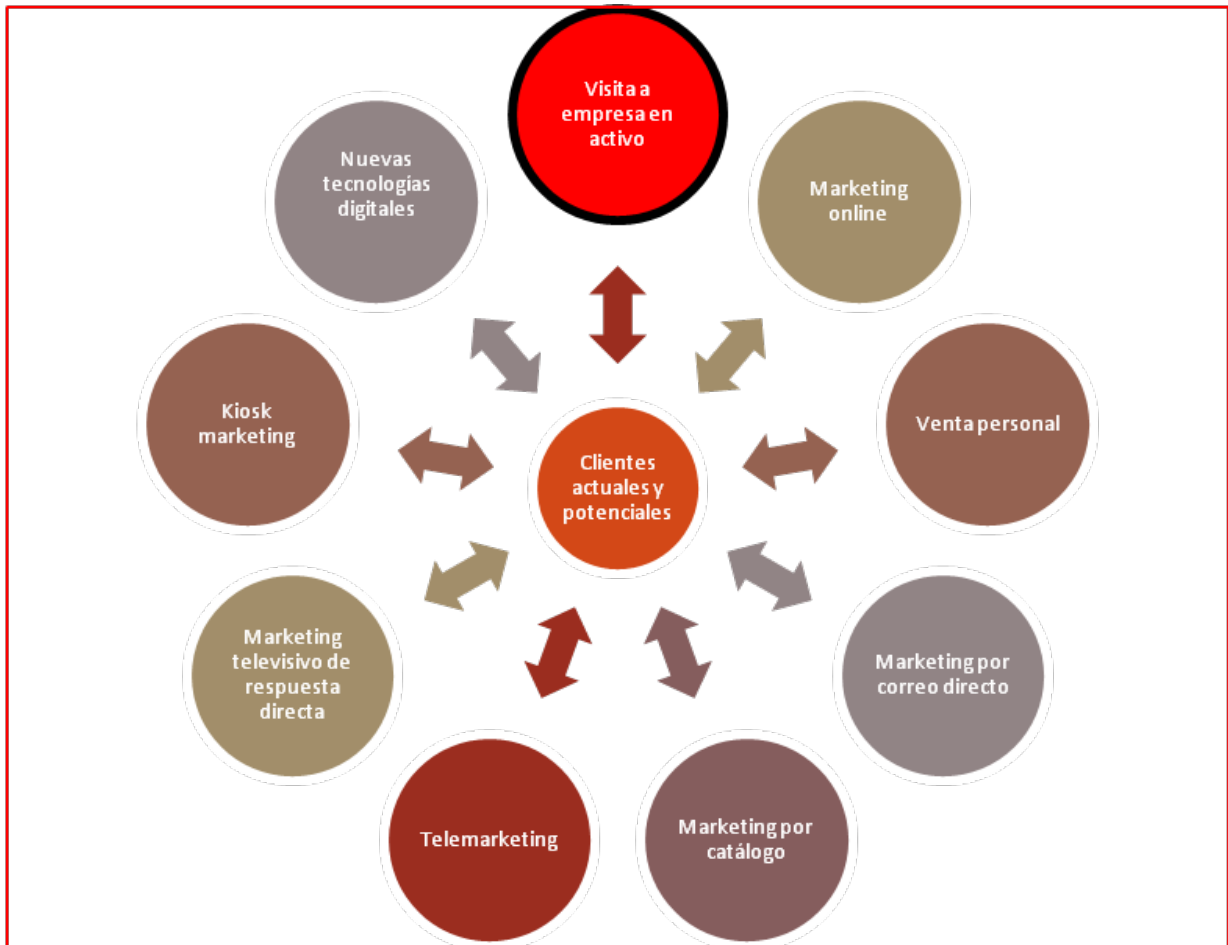 Visita a
empresa en
activo
Nuevas
tecnologías
digitales
Marketing
online
Kiosk
marketing
Clientes
actuales y
potenciales
Venta personal
Marketing
televisivo de
respuesta
directa
Marketing por
correo directo
Telemarketing
Marketing por
catálogo